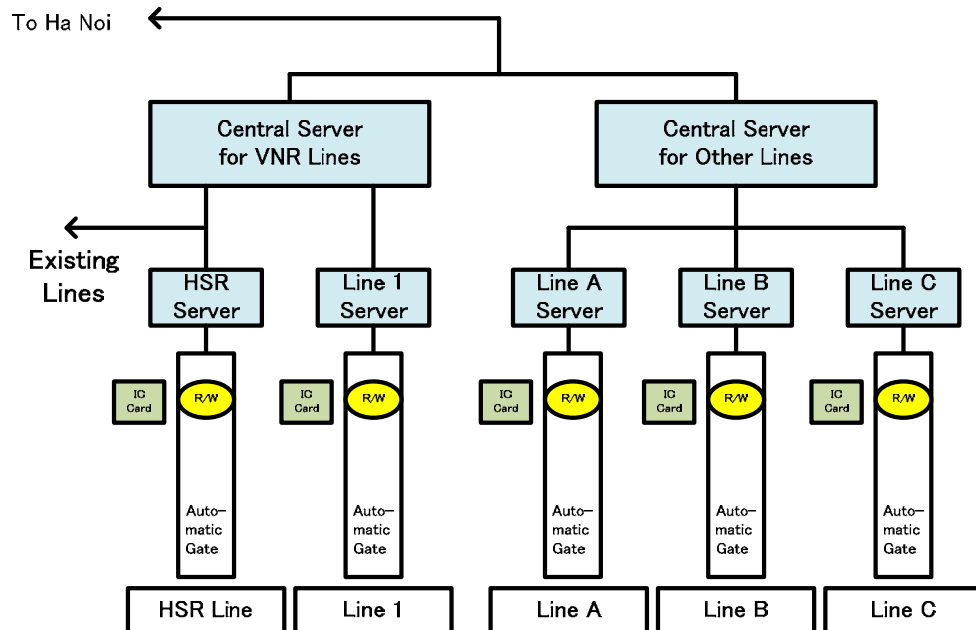 To Ha Noi
Central Server
for VNR Lines
Central Server
for Other Lines
Existing
Lines
HSR
Server
Line 1
Server
Line A
Server
Line B
Server
Line C
Server
IC
Card
R/W
IC
Card
R/W
IC
Card
R/W
IC
Card
R/W
IC
Card
R/W
Auto-
matic
Gate
Auto-
matic
Gate
Auto-
matic
Gate
Auto-
matic
Gate
Auto-
matic
Gate
HSR Line
Line 1
Line A
Line B
Line C